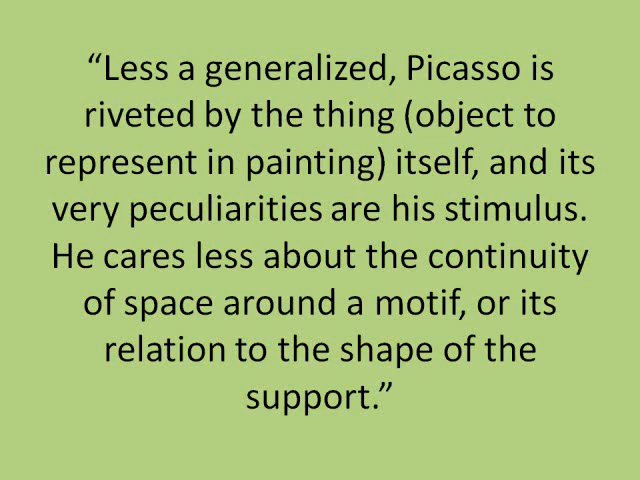 “Less a generalized, Picasso is
riveted by the thing (object to
represent in painting) itself, and its
very peculiarities are his stimulus.
He cares less about the continuity
of space around a motif, or its
relation to the shape of the
support.”